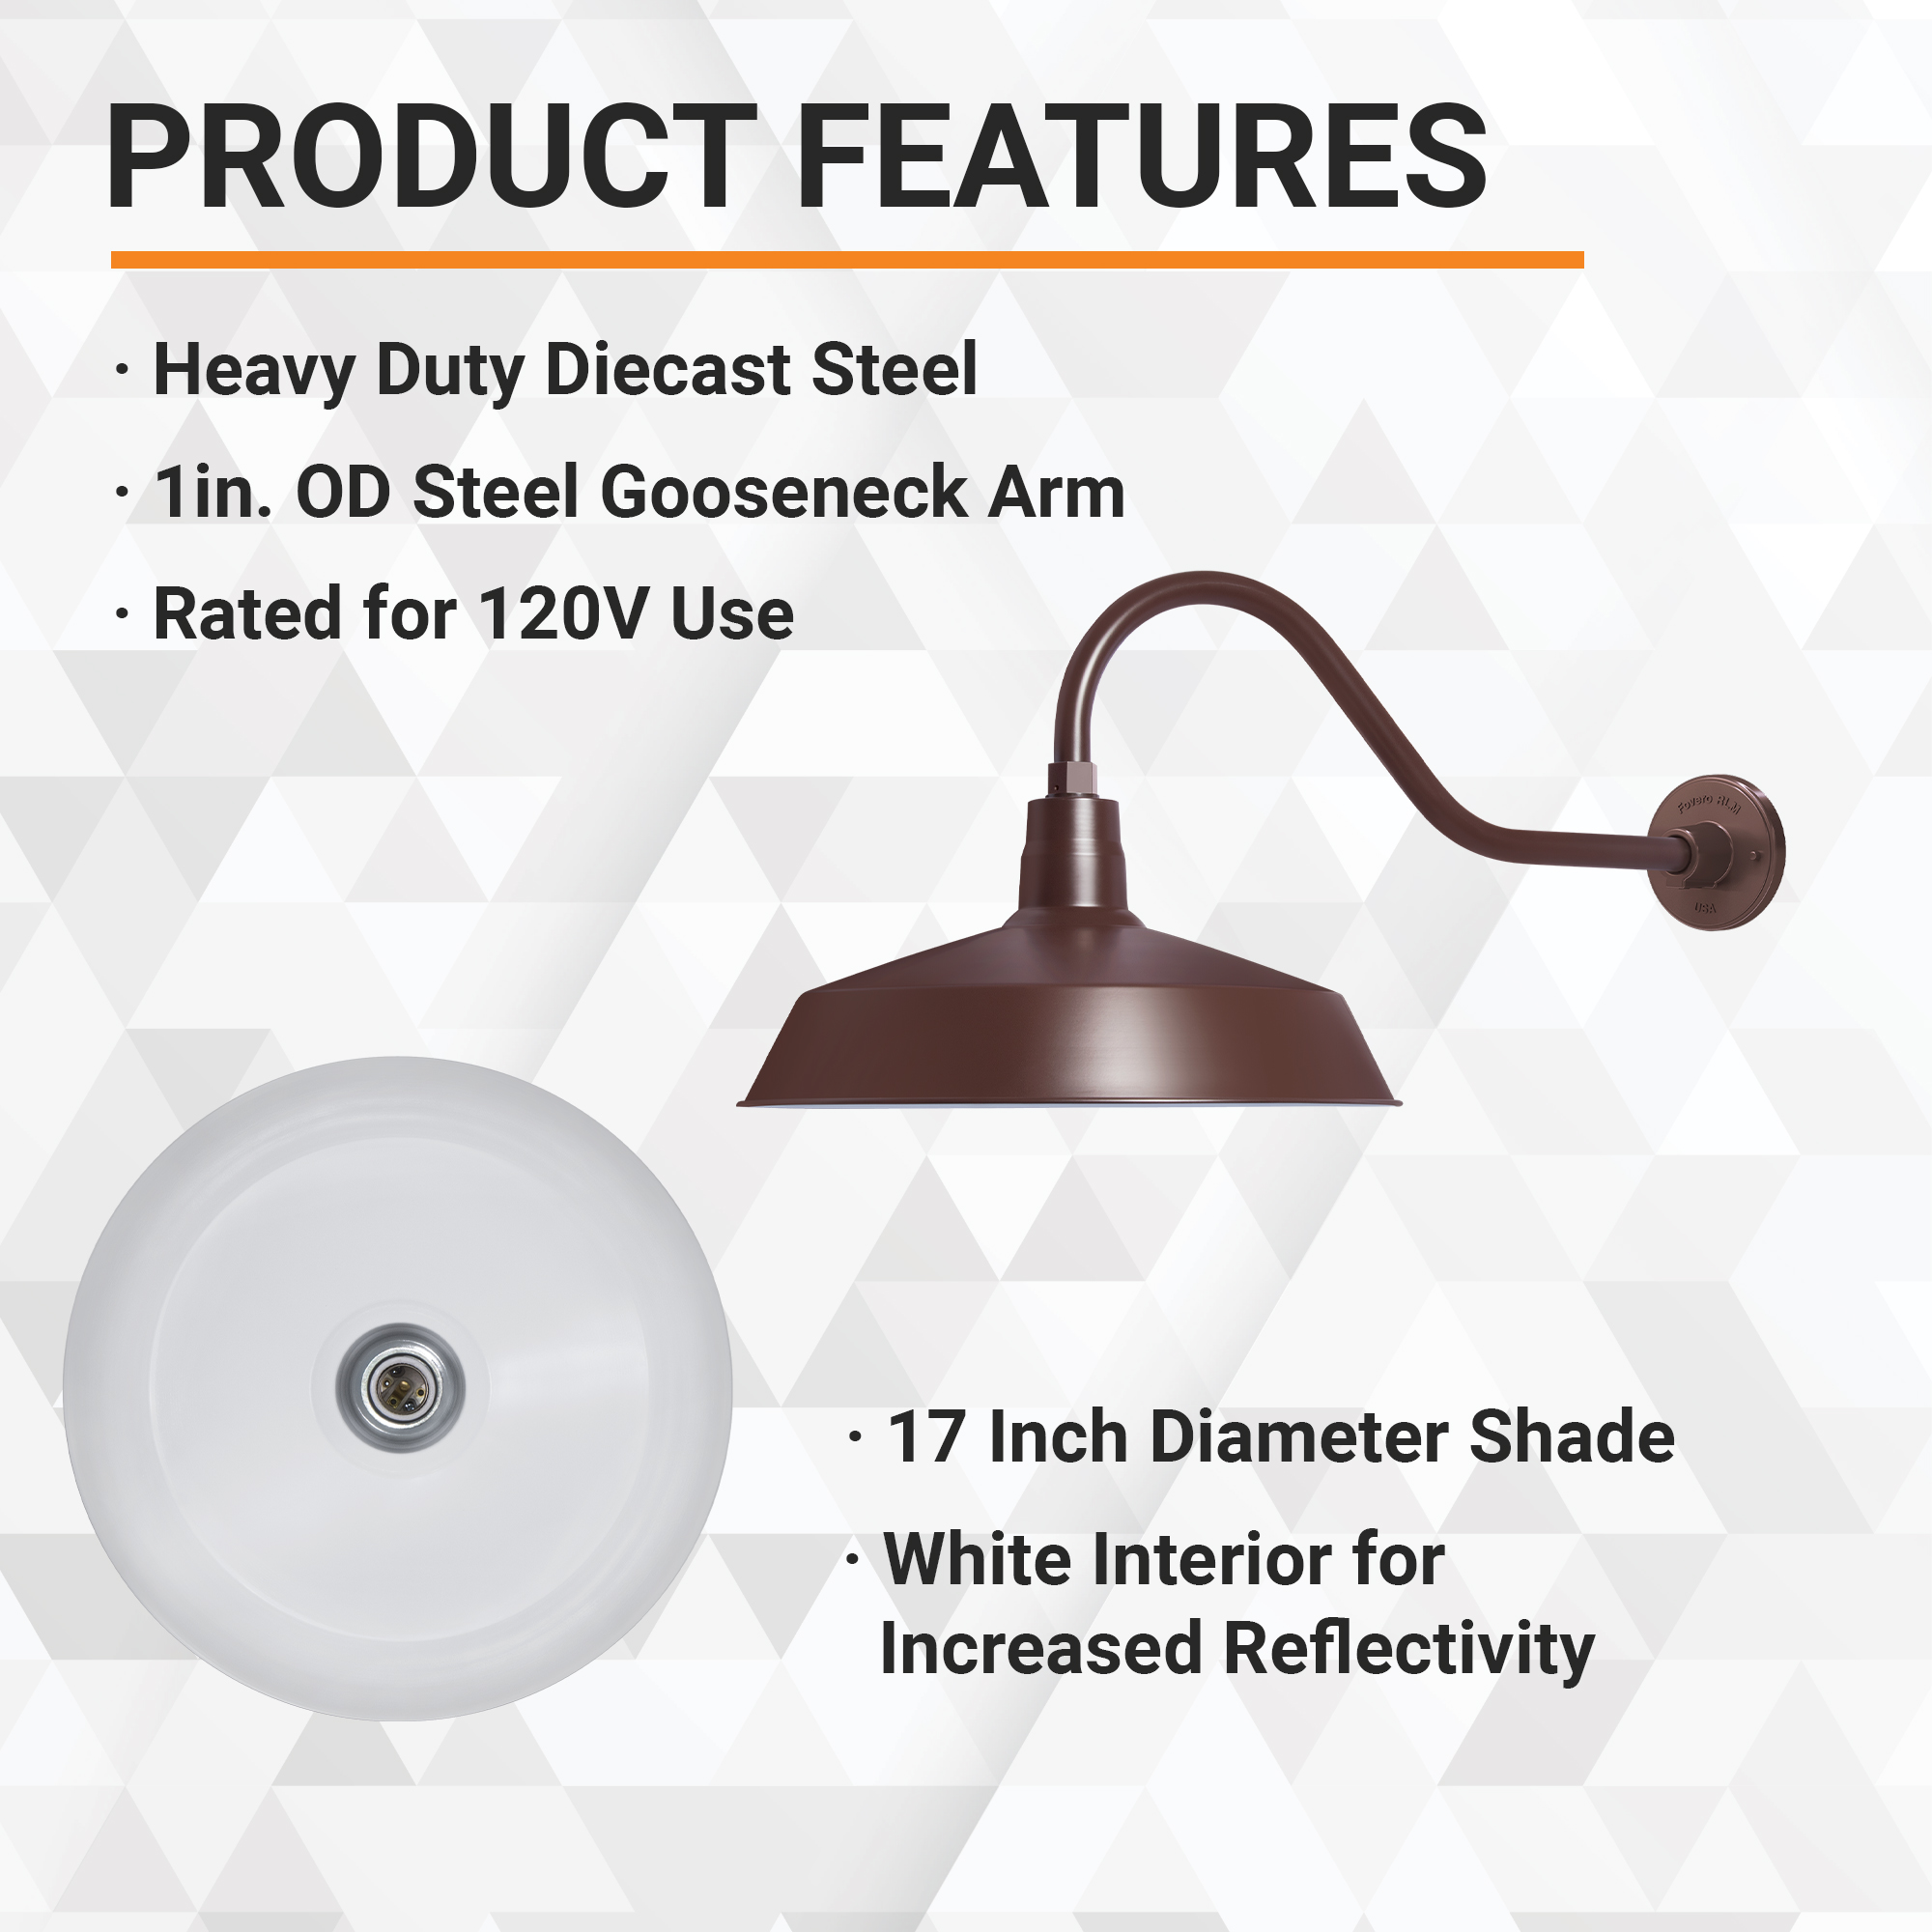 PRODUCT FEATURES
· Heavy Duty Diecast Steel
· 1in. OD Steel Gooseneck Arm
· Rated for 120V Use
USA
· 17 Inch Diameter Shade
· White Interior for
Increased Reflectivity